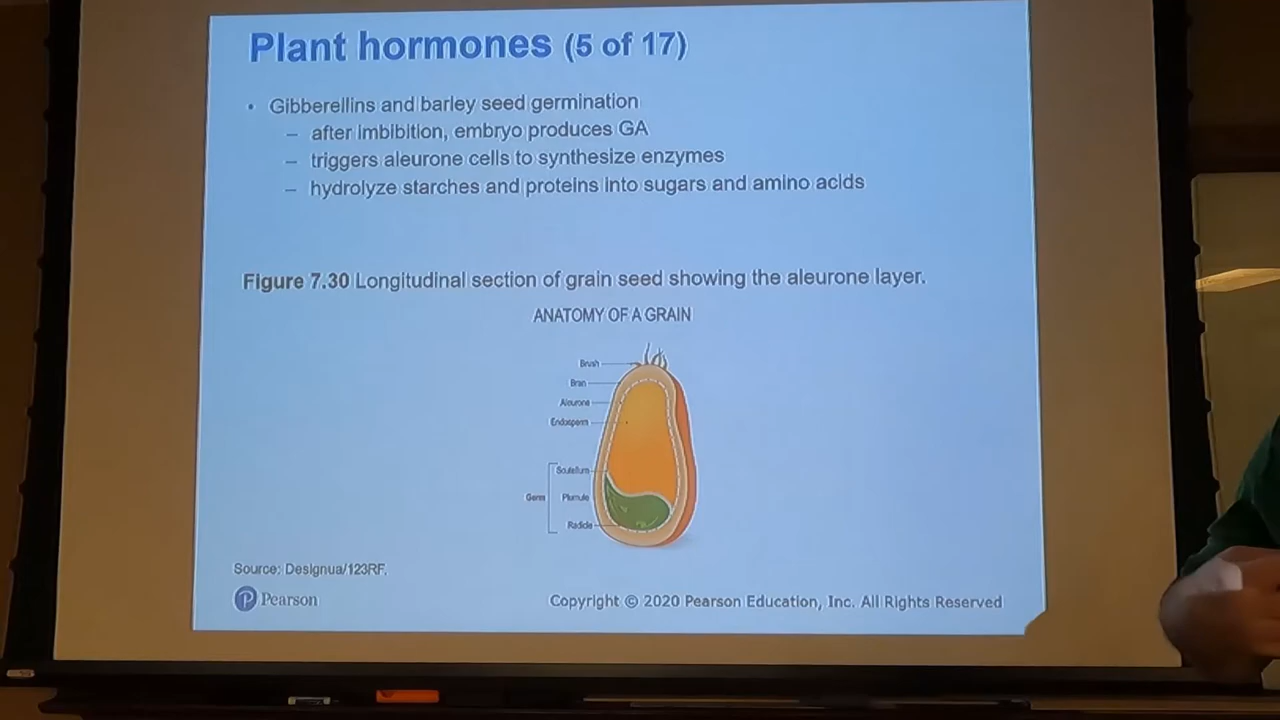 Plant hormones (5 of 17)
• Gibberellins and barley seed germination
– after imbibition, embryo produces GA
– triggers aleurone cells to synthesize enzymes
– hydrolyze starches and proteins into sugars and amino acids
Figure 7.30 Longitudinal section of grain seed showing the aleurone layer.
ANATOMY OF A GRAIN
Brush
Bran
Aleurone
Endosperm
Scutellum
Germ
Plumule
Radicle
Source: Designua/123RF.
Pearson
Copyright © 2020 Pearson Education, Inc. All Rights Reserved